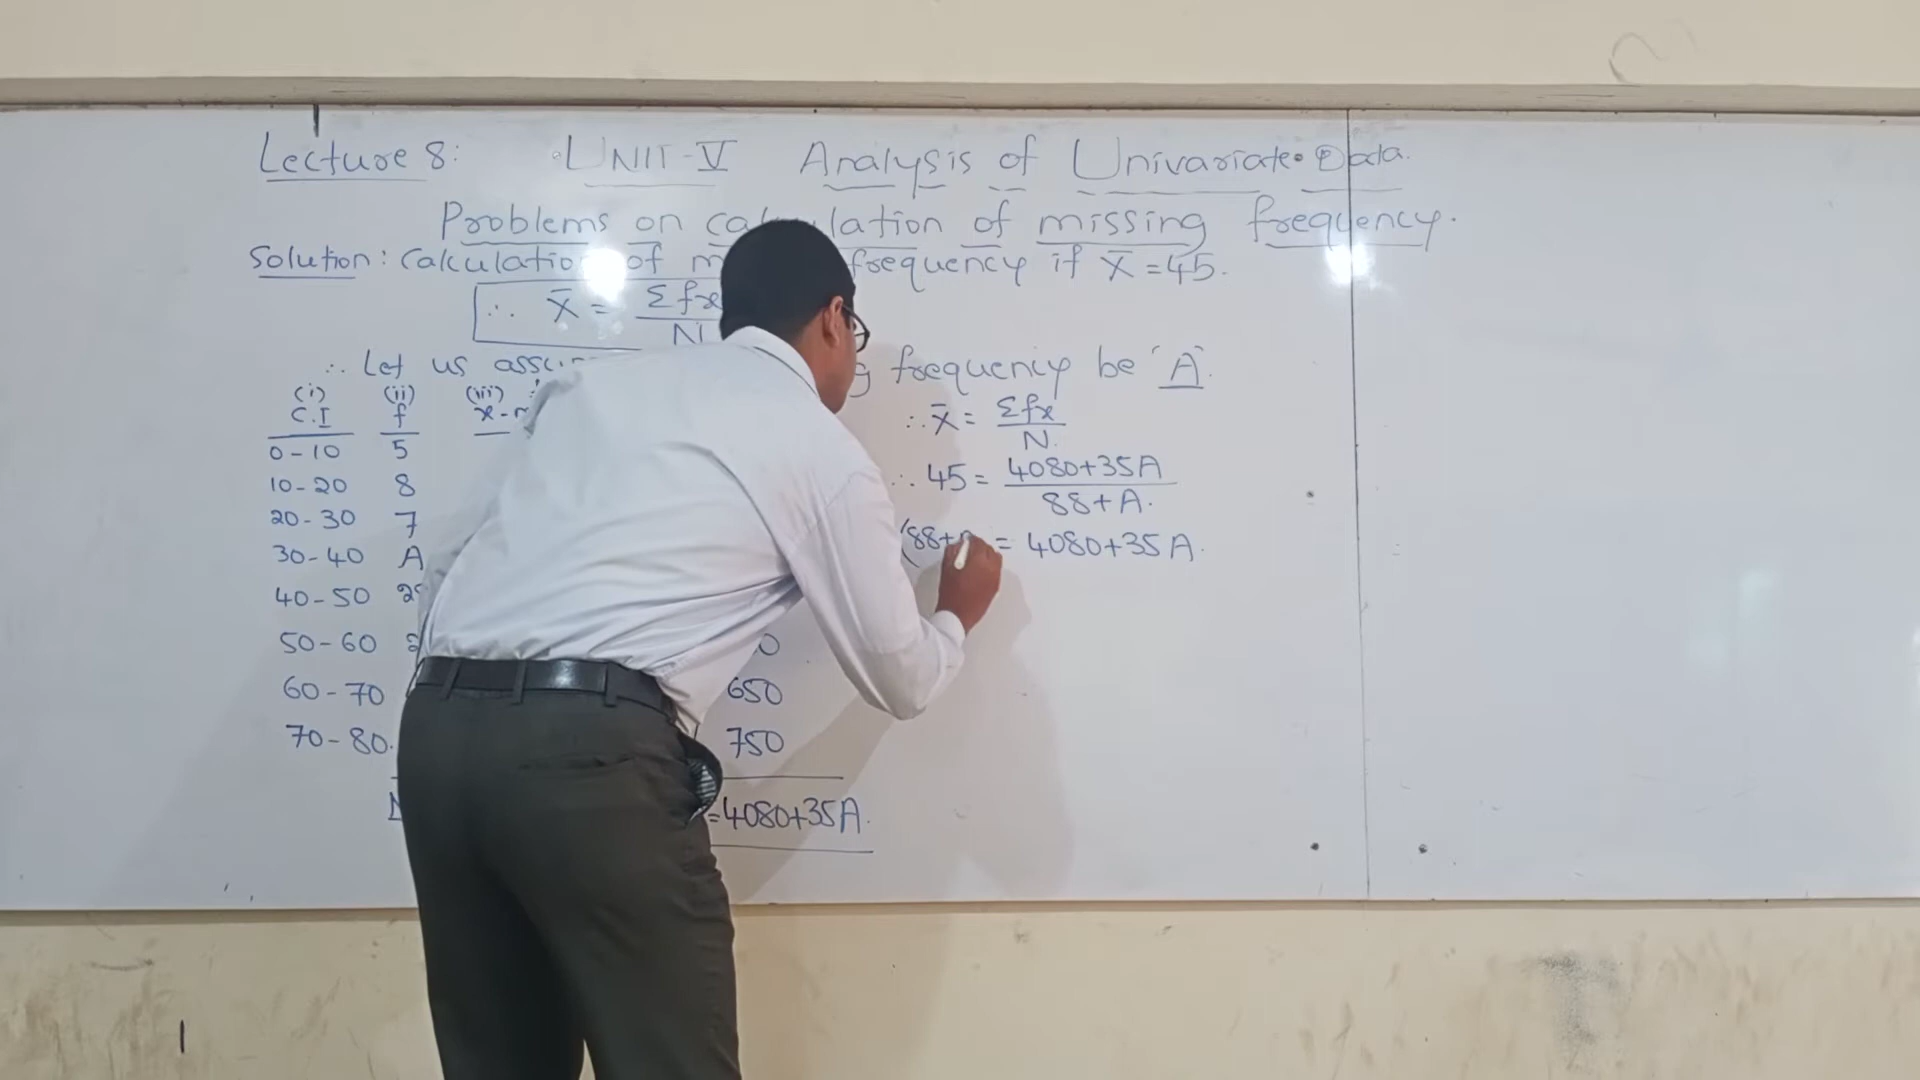 Lecture 8: UNIT-V Analysis of Univariate Data.
Problems on calculation of missing frequency.
Solution: Calculation of frequency if X̄ = 45.
∴ X̄ = Σfx / N
∴ Let us frequency be 'A'.
(i) (ii) (iii)
C.I f
0-10 5
10-20 8
20-30 7
30-40 A
40-50
50-60
60-70 650
70-80. 750
=4080+35A.
∴ X̄ = Σfx / N.
∴ 45 = 4080+35A / 88+A.
(88+ = 4080+35A.